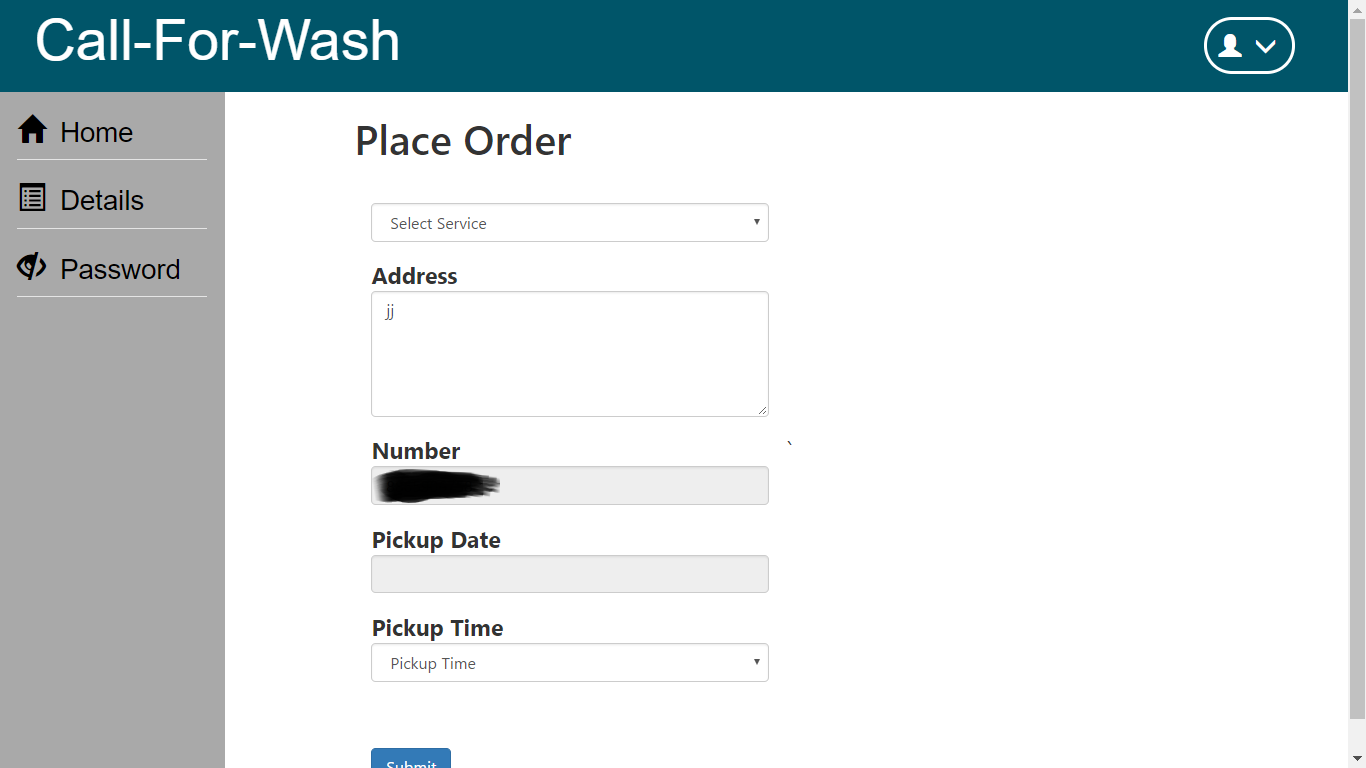 Call-For-Wash
Home
Details
Password
Place Order
Select Service
Address
jj
Number
`
Pickup Date
Pickup Time
Pickup Time
Submit